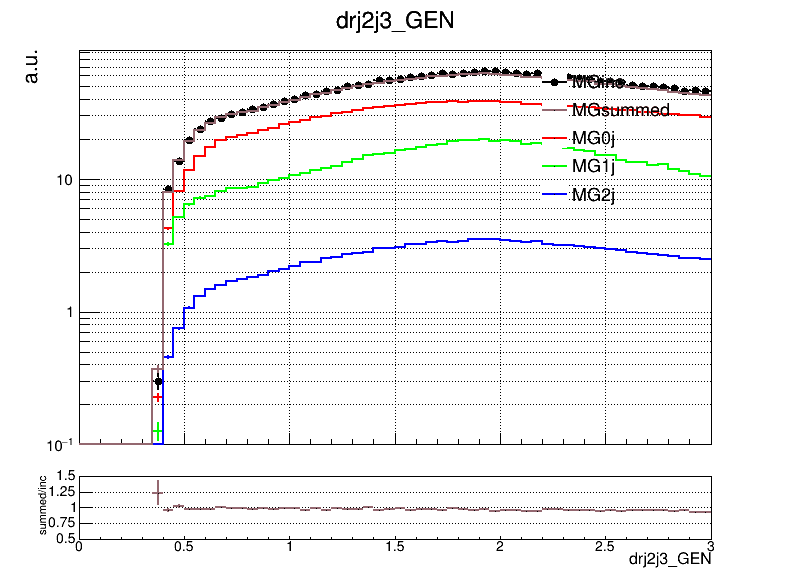 drj2j3_GEN
a.u.
MGinc
MGsummed
MG0j
10
MG1j
MG2j
1
10⁻¹
1.5
1.25
1
0.75
0.5
summed/inc
0 0.5 1 1.5 2 2.5 3
drj2j3_GEN